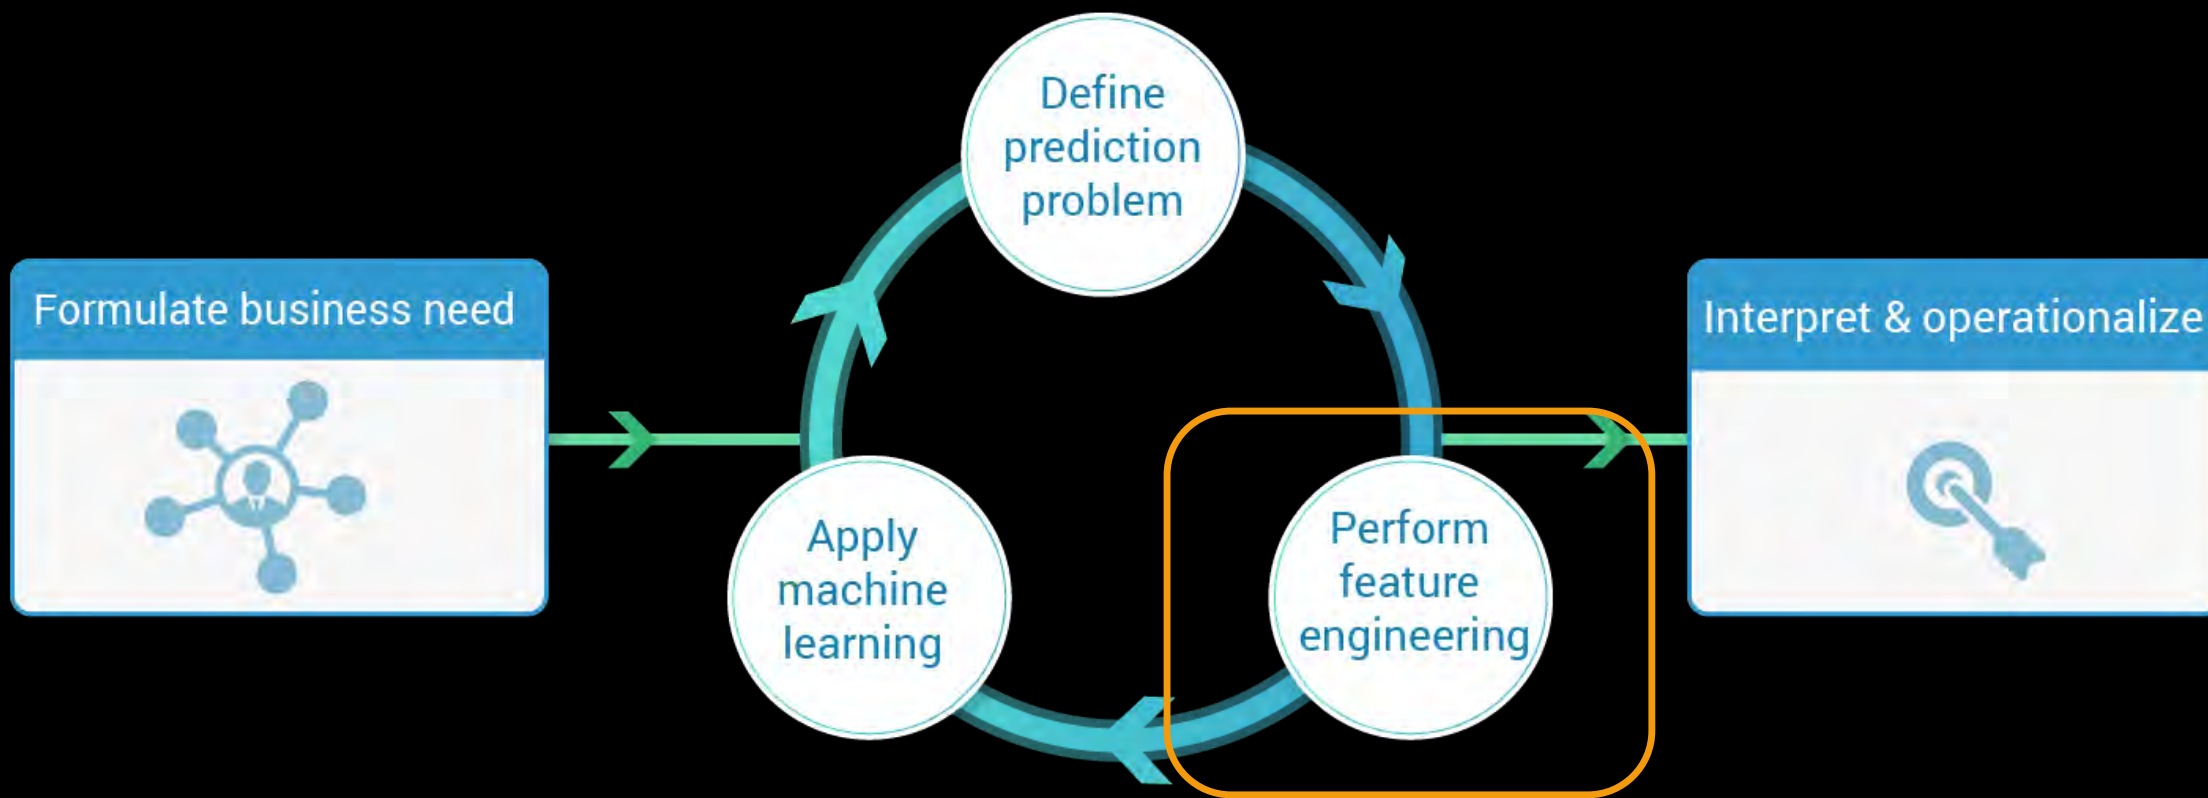 Formulate business need
Define
prediction
problem
Perform
feature
engineering
Apply
machine
learning
Interpret & operationalize